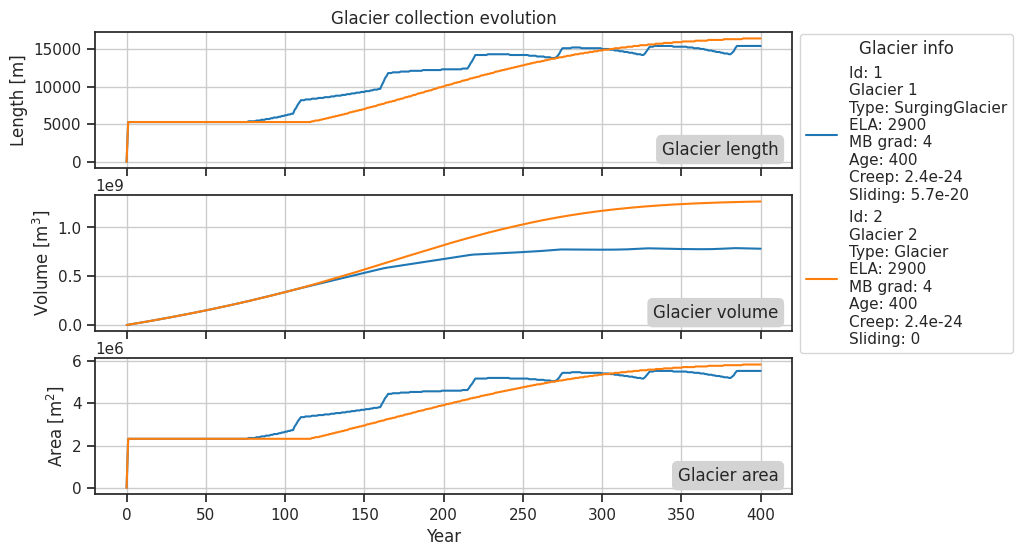 Glacier collection evolution
Length [m]
15000
10000
5000
0
Glacier length
1e9
Volume [m³]
1.0
0.5
0.0
Glacier volume
1e6
Area [m²]
6
4
2
0
Glacier area
0 50 100 150 200 250 300 350 400
Year
Glacier info
Id: 1
Glacier 1
Type: SurgingGlacier
ELA: 2900
MB grad: 4
Age: 400
Creep: 2.4e-24
Sliding: 5.7e-20
Id: 2
Glacier 2
Type: Glacier
ELA: 2900
MB grad: 4
Age: 400
Creep: 2.4e-24
Sliding: 0